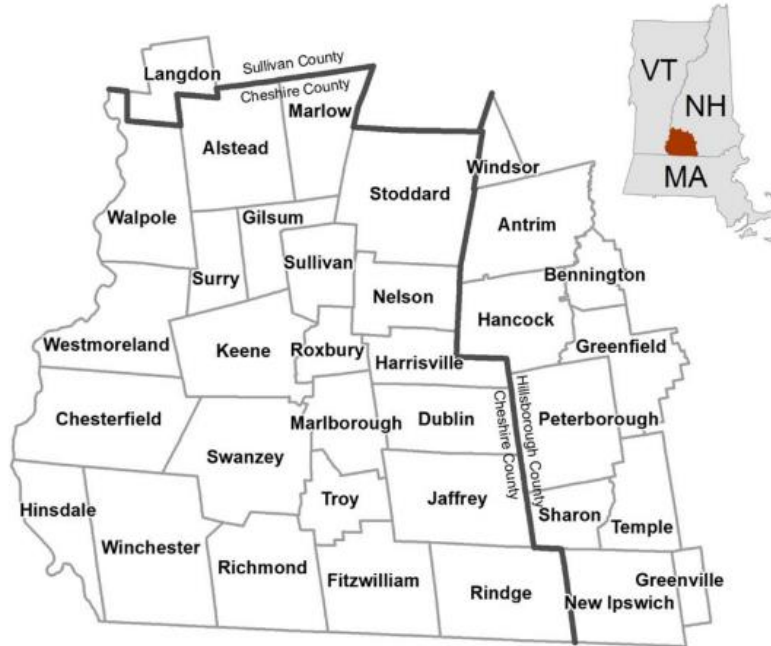 Langdon
Sullivan County
Cheshire County
VT
NH
MA
Marlow
Alstead
Windsor
Stoddard
Walpole
Gilsum
Antrim
Surry
Sullivan
Bennington
Nelson
Hancock
Westmoreland
Keene
Roxbury
Harrisville
Greenfield
Chesterfield
Marlborough
Dublin
Cheshire County
Hillsborough County
Peterborough
Swanzey
Hinsdale
Troy
Jaffrey
Sharon
Temple
Winchester
Richmond
Fitzwilliam
Rindge
New Ipswich
Greenville